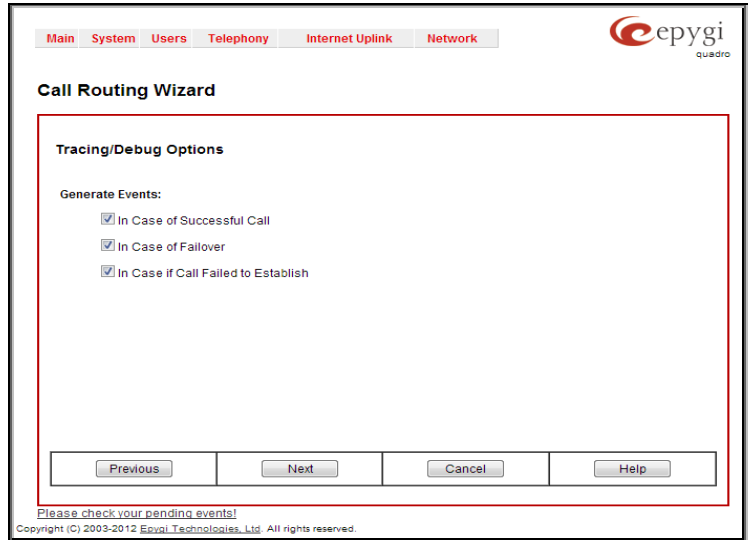 Main System Users Telephony Internet Uplink Network
epygi
quadro
Call Routing Wizard
Tracing/Debug Options
Generate Events:
In Case of Successful Call
In Case of Failover
In Case if Call Failed to Establish
Previous Next Cancel Help
Please check your pending events!
Copyright (C) 2003-2012 Epygi Technologies, Ltd. All rights reserved.